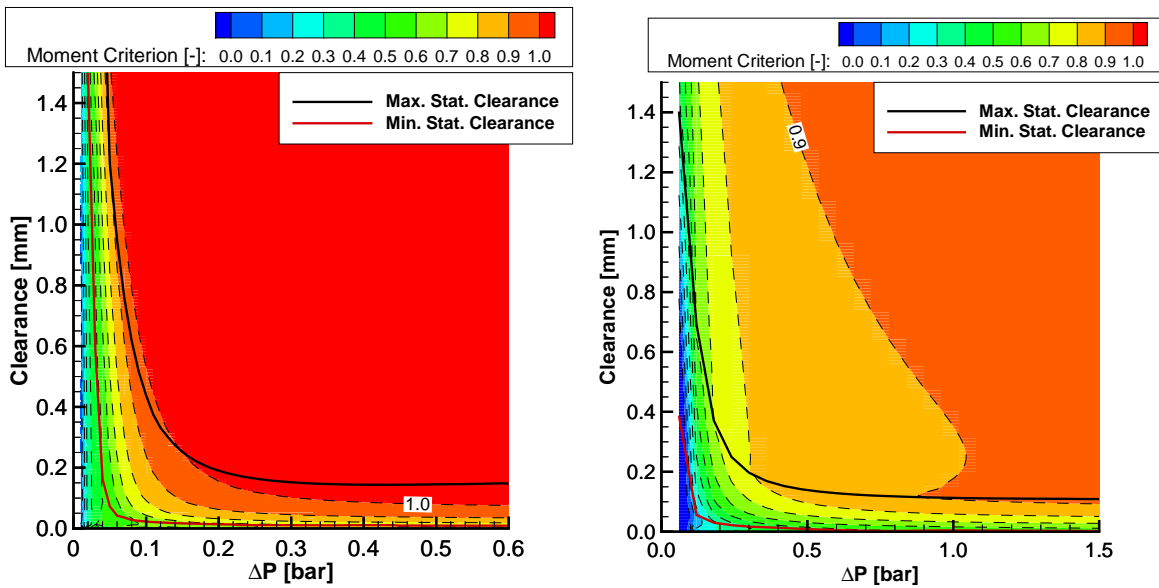 Moment Criterion [-]: 0.0 0.1 0.2 0.3 0.4 0.5 0.6 0.7 0.8 0.9 1.0
Max. Stat. Clearance
Min. Stat. Clearance
Clearance [mm]
1.4
1.2
1.0
0.8
0.6
0.4
0.2
0.0
1.0
0 0.1 0.2 0.3 0.4 0.5 0.6
ΔP [bar]
Moment Criterion [-]: 0.0 0.1 0.2 0.3 0.4 0.5 0.6 0.7 0.8 0.9 1.0
Max. Stat. Clearance
Min. Stat. Clearance
Clearance [mm]
1.4
1.2
1.0
0.8
0.6
0.4
0.2
0.0
0.9
0.0 0.5 1.0 1.5
ΔP [bar]